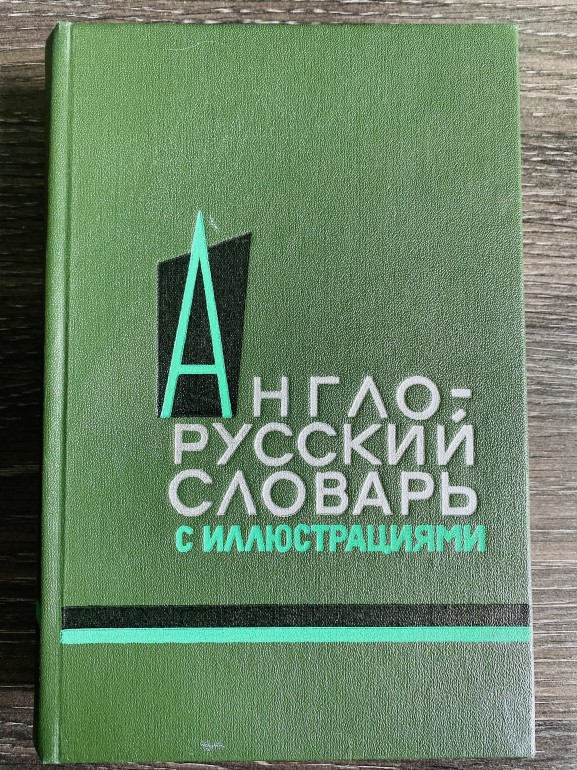 Англо-
русский
словарь
с иллюстрациями